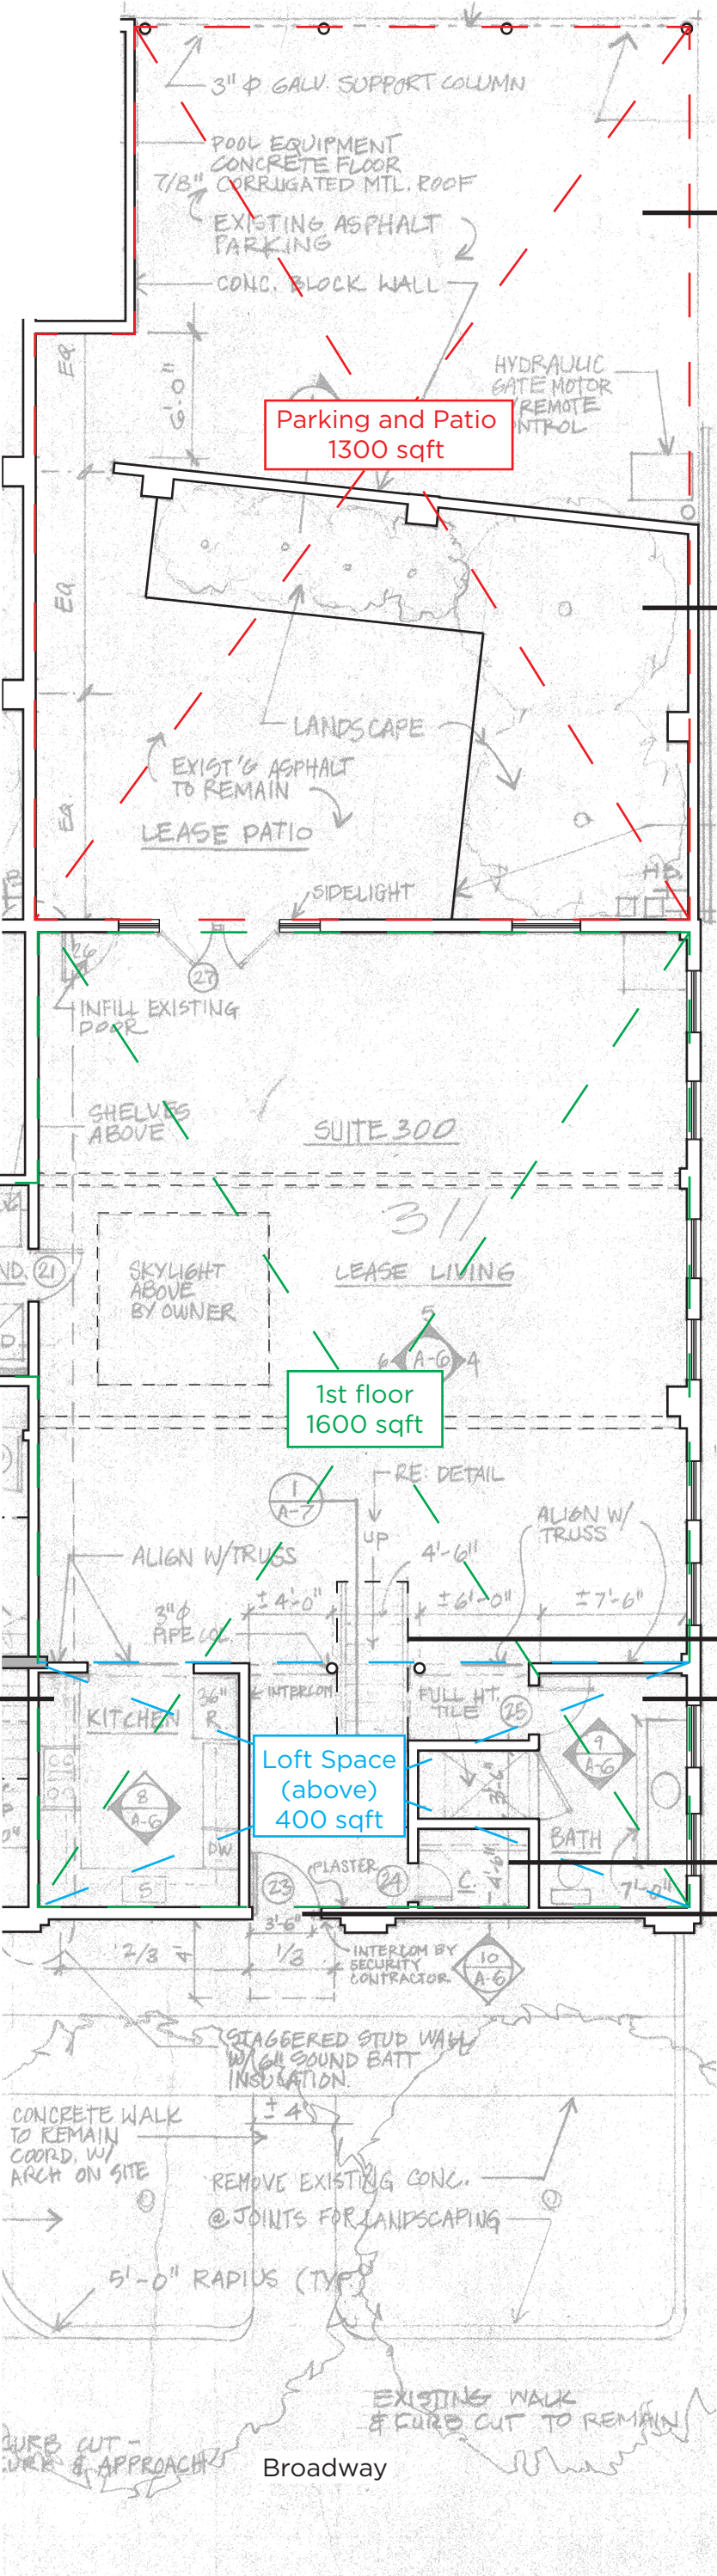 3" Φ GALV. SUPPORT COLUMN
POOL EQUIPMENT
CONCRETE FLOOR
7/8" CORRUGATED MTL. ROOF
EXISTING ASPHALT
PARKING
CONC. BLOCK WALL
EQ.
6'-0"
HYDRAULIC
GATE MOTOR
REMOTE
Parking and Patio
1300 sqft
EQ.
LANDSCAPE
EXIST'G ASPHALT
TO REMAIN
EQ.
LEASE PATIO
H.B.
SIDELIGHT
26
27
INFILL EXISTING
DOOR
SHELVES
ABOVE
SUITE 300
311
21
SKYLIGHT
ABOVE
BY OWNER
LEASE LIVING
5
6 A-6 4
1st floor
1600 sqft
1
A-7
RE: DETAIL
UP
ALIGN W/
TRUSS
ALIGN W/TRUSS
4'-6"
±4'-0"
±6'-0"
±7'-6"
3"Φ
PIPE COL.
INTERCOM
KITCHEN
36"
R
FULL HT.
TILE
25
9
A-6
Loft Space
(above)
400 sqft
8
A-6
3'-6"
DW
BATH
PLASTER
23
24
C.
4'-6"
7'-0"
3'-6"
2/3
1/3
INTERCOM BY
SECURITY
CONTRACTOR
10
A-6
STAGGERED STUD WALL
W/6" SOUND BATT
INSULATION.
± 4'
CONCRETE WALK
TO REMAIN
COORD. W/
ARCH ON SITE
REMOVE EXISTING CONC.
@ JOINTS FOR LANDSCAPING
5'-0" RADIUS (TYP.)
EXISTING WALK
& CURB CUT TO REMAIN
CURB CUT -
& APPROACH
Broadway